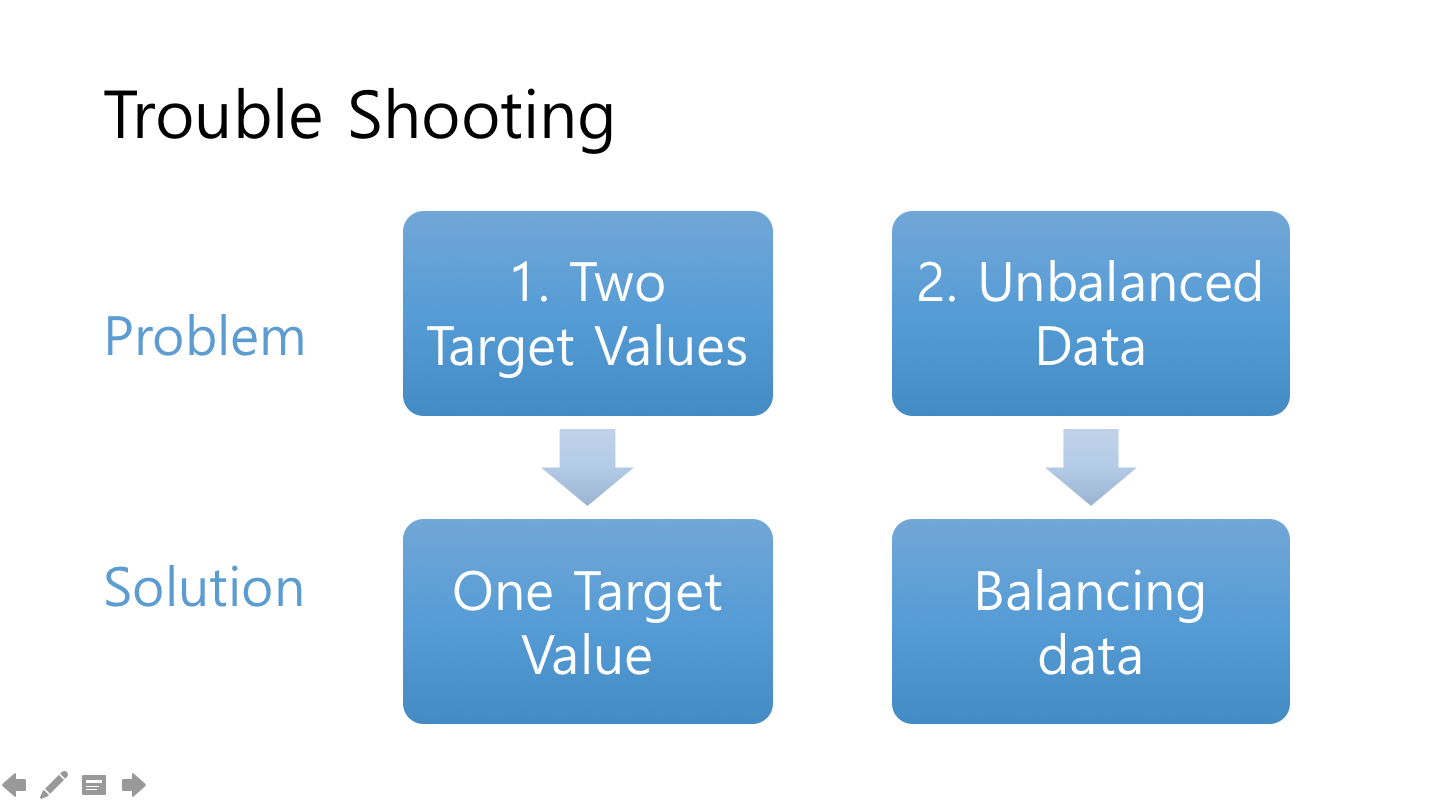 Trouble Shooting
Problem
1. Two
Target Values
2. Unbalanced
Data
Solution
One Target
Value
Balancing
data